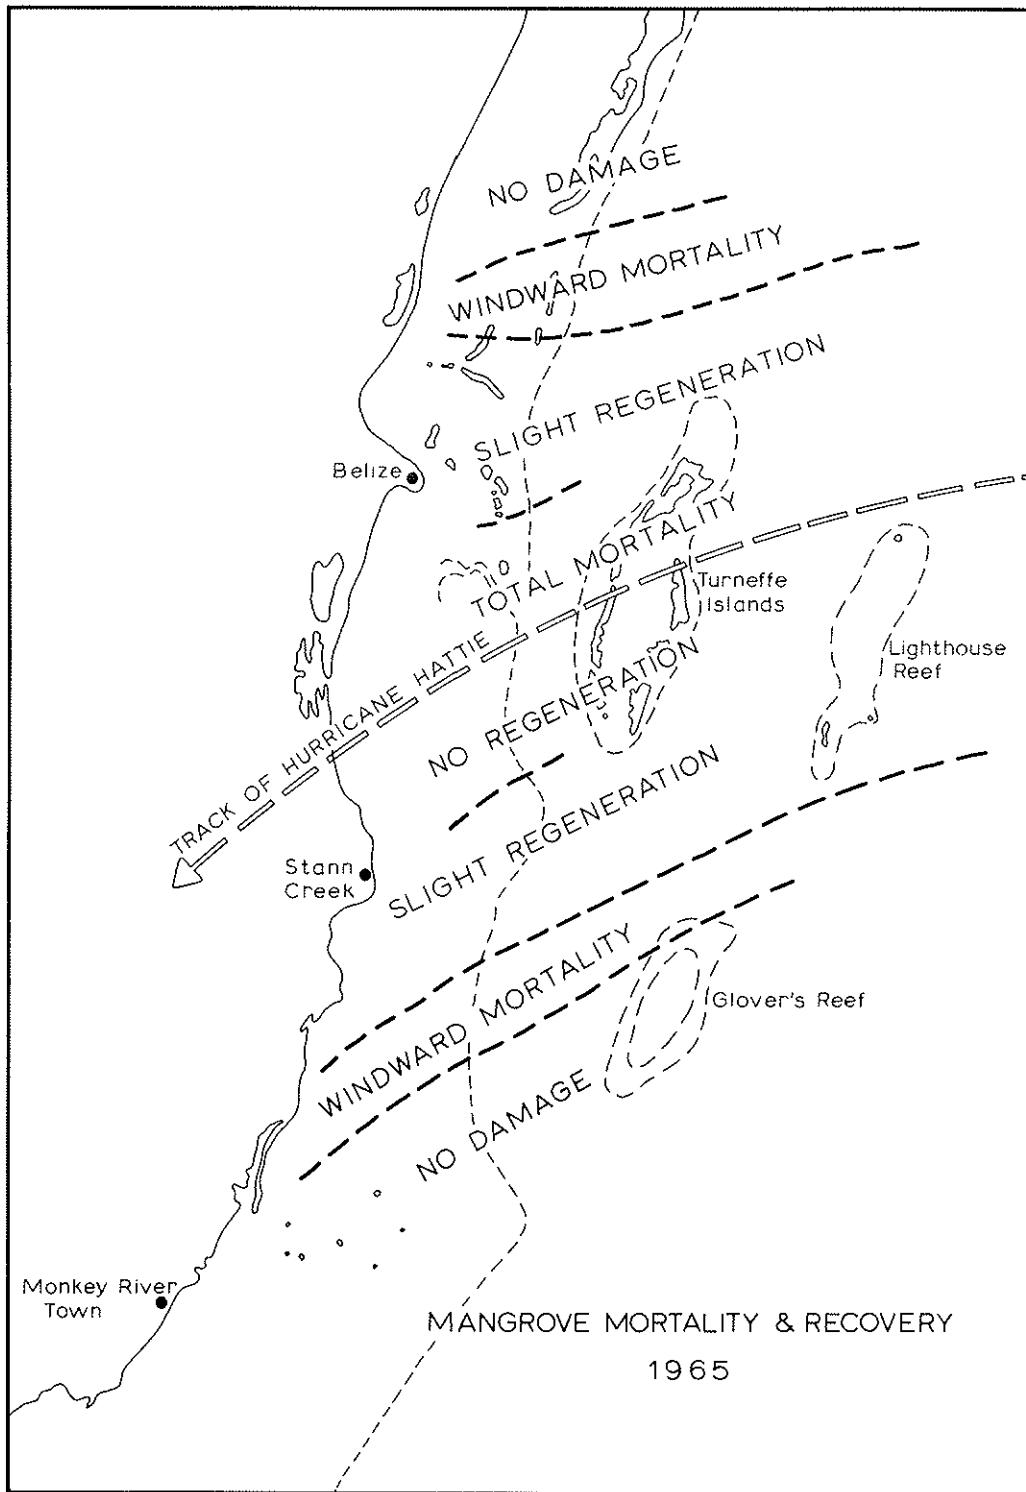 NO DAMAGE
WINDWARD MORTALITY
SLIGHT REGENERATION
Belize
TOTAL MORTALITY
Turneffe
Islands
Lighthouse
Reef
TRACK OF HURRICANE HATTIE
NO REGENERATION
SLIGHT REGENERATION
Stann
Creek
WINDWARD MORTALITY
Glover's Reef
NO DAMAGE
Monkey River
Town
MANGROVE MORTALITY & RECOVERY
1965